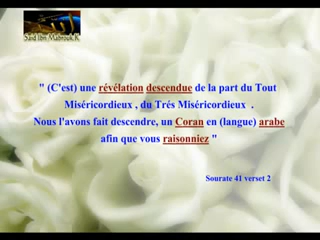 Said Ibn Mabrouk K
" (C'est) une révélation descendue de la part du Tout
Miséricordieux , du Trés Miséricordieux .
Nous l'avons fait descendre, un Coran en (langue) arabe
afin que vous raisonniez "
Sourate 41 verset 2